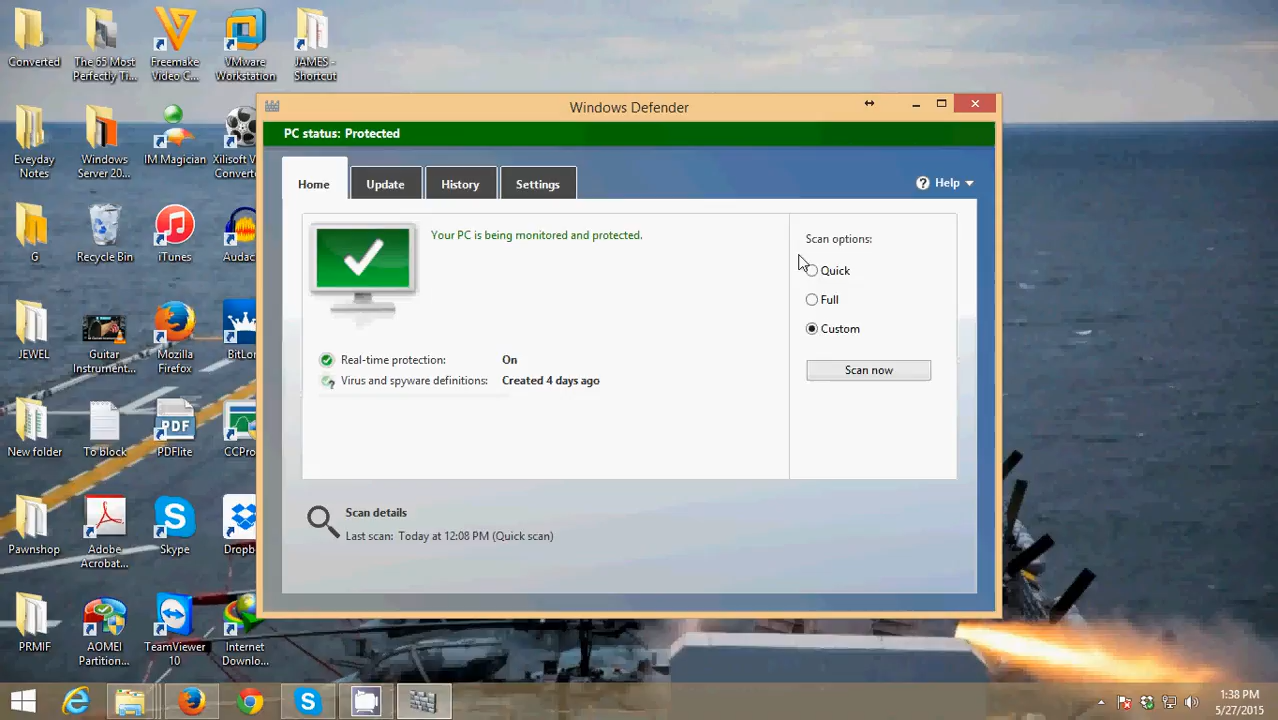 Converted
The 65 Most
Perfectly Ti...
Freemake
Video C...
VMware
Workstation
JAMES -
Shortcut
Windows Defender
PC status: Protected
Eveyday
Notes
Windows
Server 20...
IM Magician
Xilisoft V
Convert
Home
Update
History
Settings
Help
Your PC is being monitored and protected.
Scan options:
Quick
Full
Custom
Scan now
G
Recycle Bin
iTunes
Audac
Real-time protection:
On
Virus and spyware definitions:
Created 4 days ago
JEWEL
Guitar
Instrument...
Mozilla
Firefox
BitLor
New folder
To block
PDF
PDFlite
CCPro
Scan details
Last scan: Today at 12:08 PM (Quick scan)
Pawnshop
Adobe
Acrobat...
Skype
Dropb
PRMIF
AOMEI
Partition...
TeamViewer
10
Internet
Downlo...
1:38 PM
5/27/2015